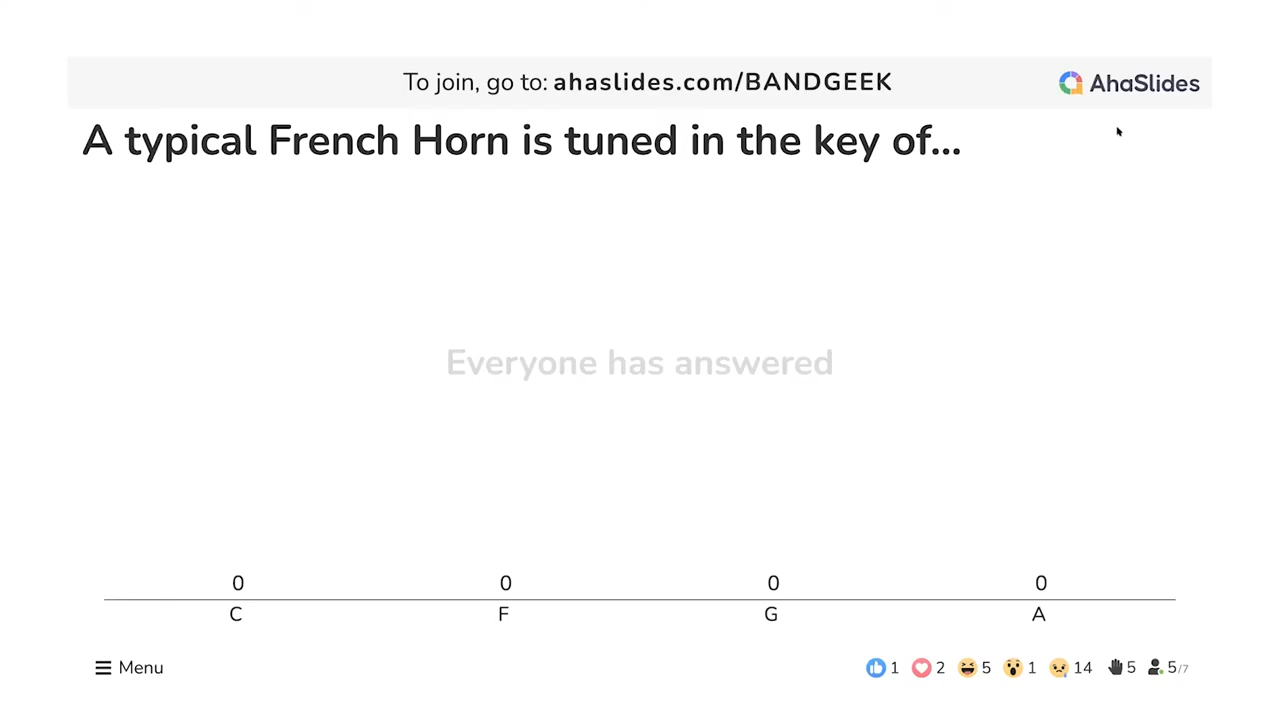 To join, go to: ahaslides.com/BANDGEEK
AhaSlides
A typical French Horn is tuned in the key of...
Everyone has answered
0 0 0 0
C F G A
Menu 1 2 5 1 14 5 5/7